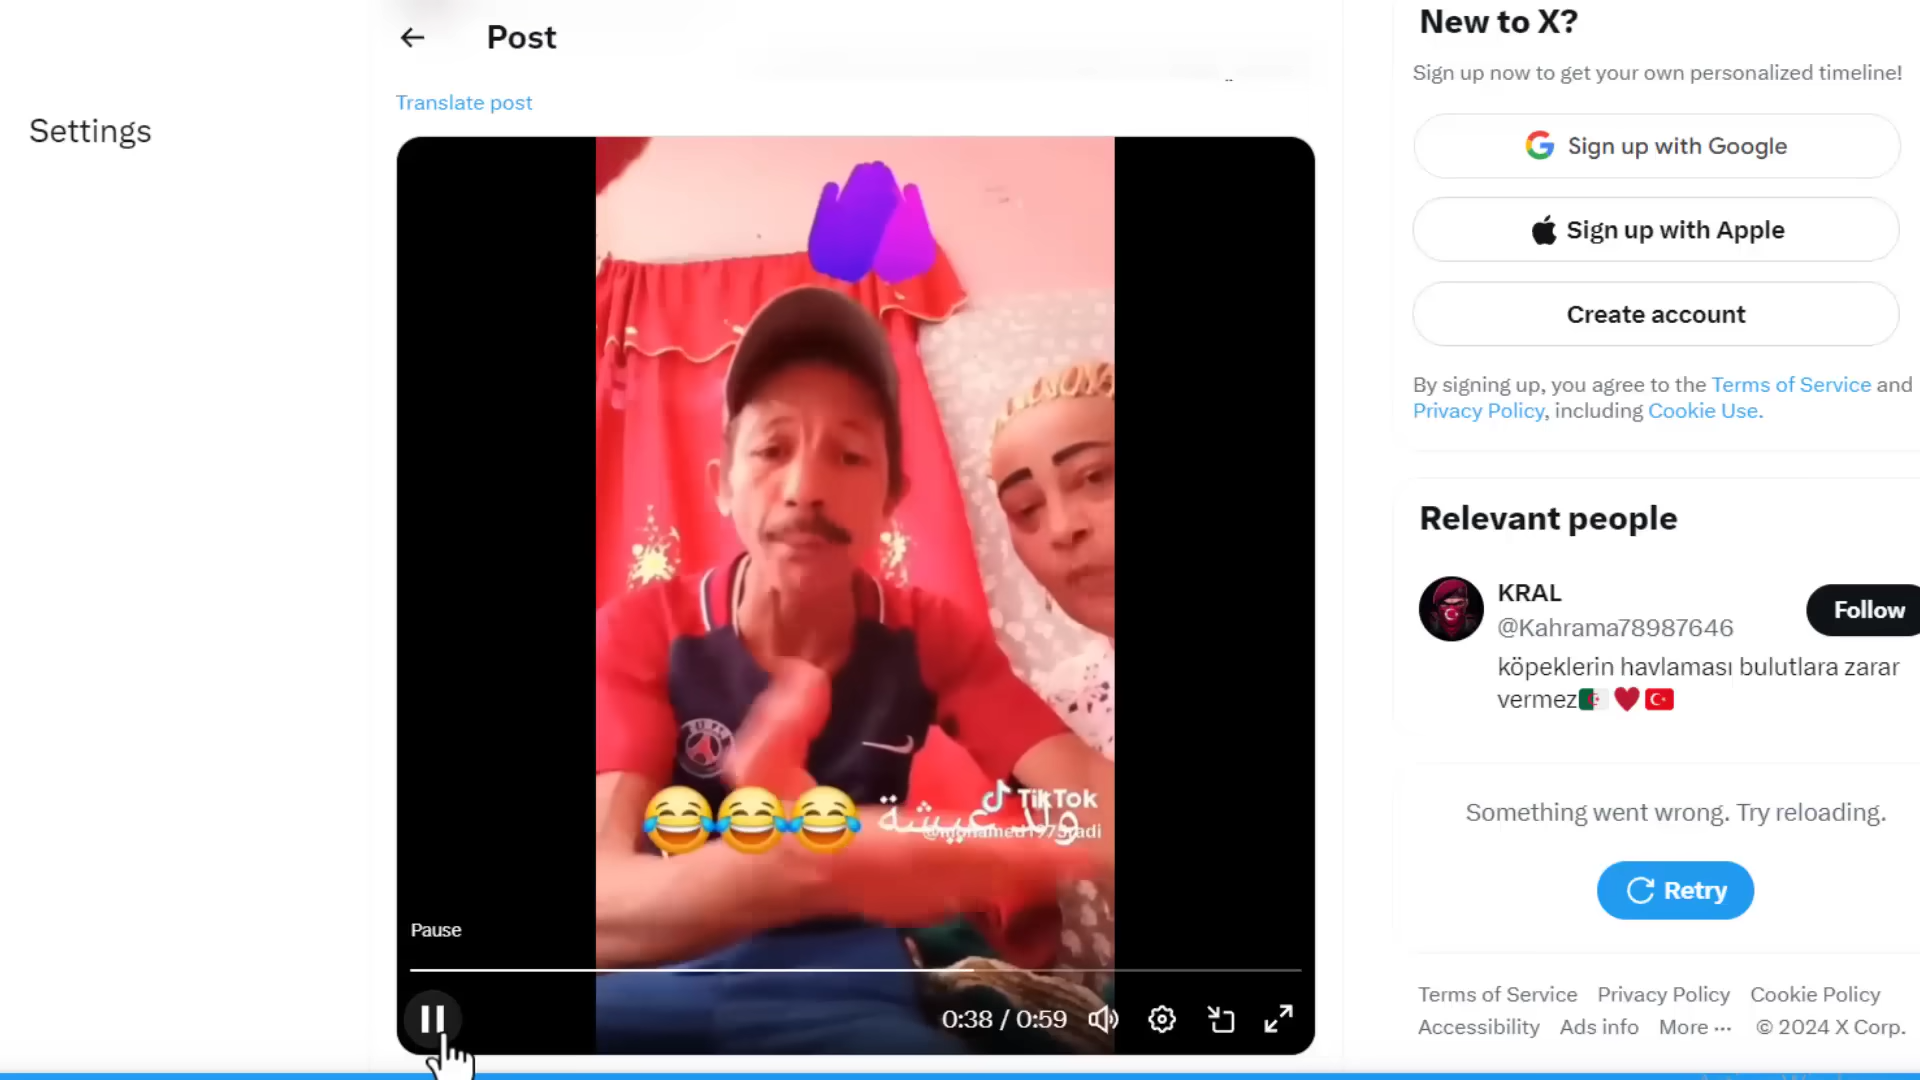 Post
Translate post
Settings
ولد عيشة
TikTok
@mohamed1975radi
Pause
0:38 / 0:59
New to X?
Sign up now to get your own personalized timeline!
Sign up with Google
Sign up with Apple
Create account
By signing up, you agree to the Terms of Service and
Privacy Policy, including Cookie Use.
Relevant people
KRAL
@Kahrama78987646
Follow
köpeklerin havlaması bulutlara zarar
vermez
Something went wrong. Try reloading.
Retry
Terms of Service Privacy Policy Cookie Policy
Accessibility Ads info More ··· © 2024 X Corp.